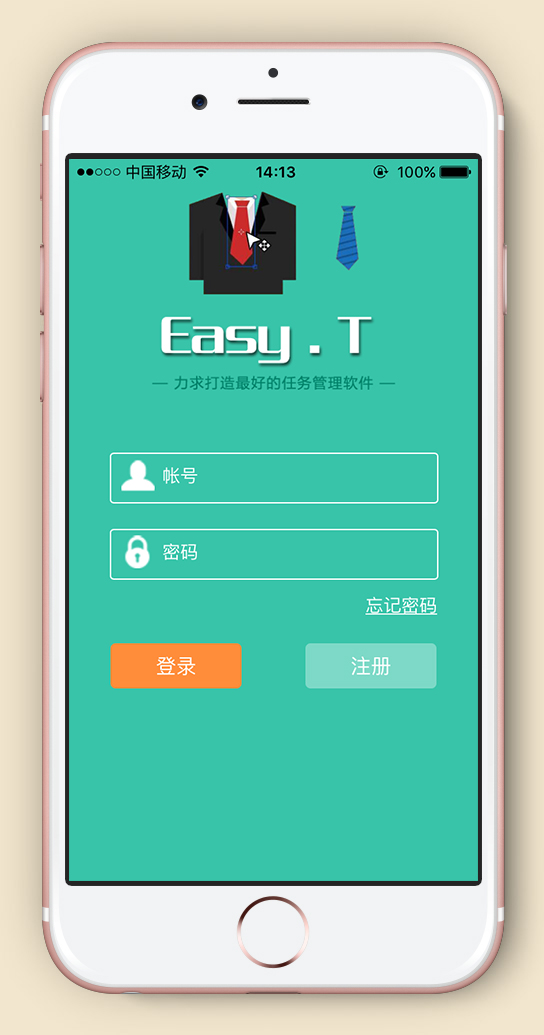 中国移动 14:13 100%
Easy . T
— 力求打造最好的任务管理软件 —
帐号
密码
忘记密码
登录 注册